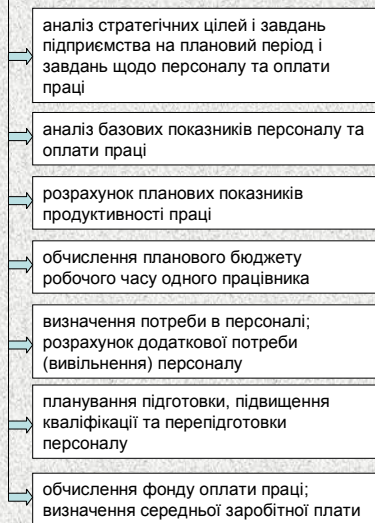 аналіз стратегічних цілей і завдань
підприємства на плановий період і
завдань щодо персоналу та оплати
праці
аналіз базових показників персоналу та
оплати праці
розрахунок планових показників
продуктивності праці
обчислення планового бюджету
робочого часу одного працівника
визначення потреби в персоналі;
розрахунок додаткової потреби
(вивільнення) персоналу
планування підготовки, підвищення
кваліфікації та перепідготовки
персоналу
обчислення фонду оплати праці;
визначення середньої заробітної плати